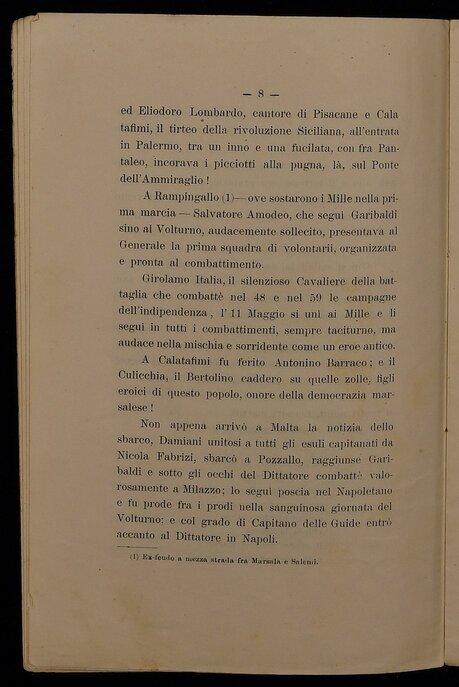 — 8 —
ed Eliodoro Lombardo, cantore di Pisacane e Cala
tafimi, il tirteo della rivoluzione Siciliana, all'entrata
in Palermo, tra un inno e una fucilata, con fra Pan-
taleo, incorava i picciotti alla pugna, là, sul Ponte
dell'Ammiraglio !
A Rampingallo (1)— ove sostarono i Mille nella pri-
ma marcia — Salvatore Amodeo, che seguì Garibaldi
sino al Volturno, audacemente sollecito, presentava al
Generale la prima squadra di volontarii, organizzata
e pronta al combattimento.
Girolamo Italia, il silenzioso Cavaliere della bat-
taglia che combattè nel 48 e nel 59 le campagne
dell'indipendenza , l' 11 Maggio si unì ai Mille e li
seguì in tutti i combattimenti, sempre taciturno, ma
audace nella mischia e sorridente come un eroe antico.
A Calatafimi fu ferito Antonino Barraco ; e il
Culicchia, il Bertolino caddero su quelle zolle, figli
eroici di questo popolo, onore della democrazia mar-
salese !
Non appena arrivò a Malta la notizia dello
sbarco, Damiani unitosi a tutti gli esuli capitanati da
Nicola Fabrizi, sbarcò a Pozzallo, raggiunse Gari-
baldi e sotto gli occhi del Dittatore combattè valo-
rosamente a Milazzo; lo seguì poscia nel Napoletano
e fu prode fra i prodi nella sanguinosa giornata del
Volturno; e col grado di Capitano delle Guide entrò
accanto al Dittatore in Napoli.
(1) Ex-feudo a mezza strada fra Marsala e Salemi.